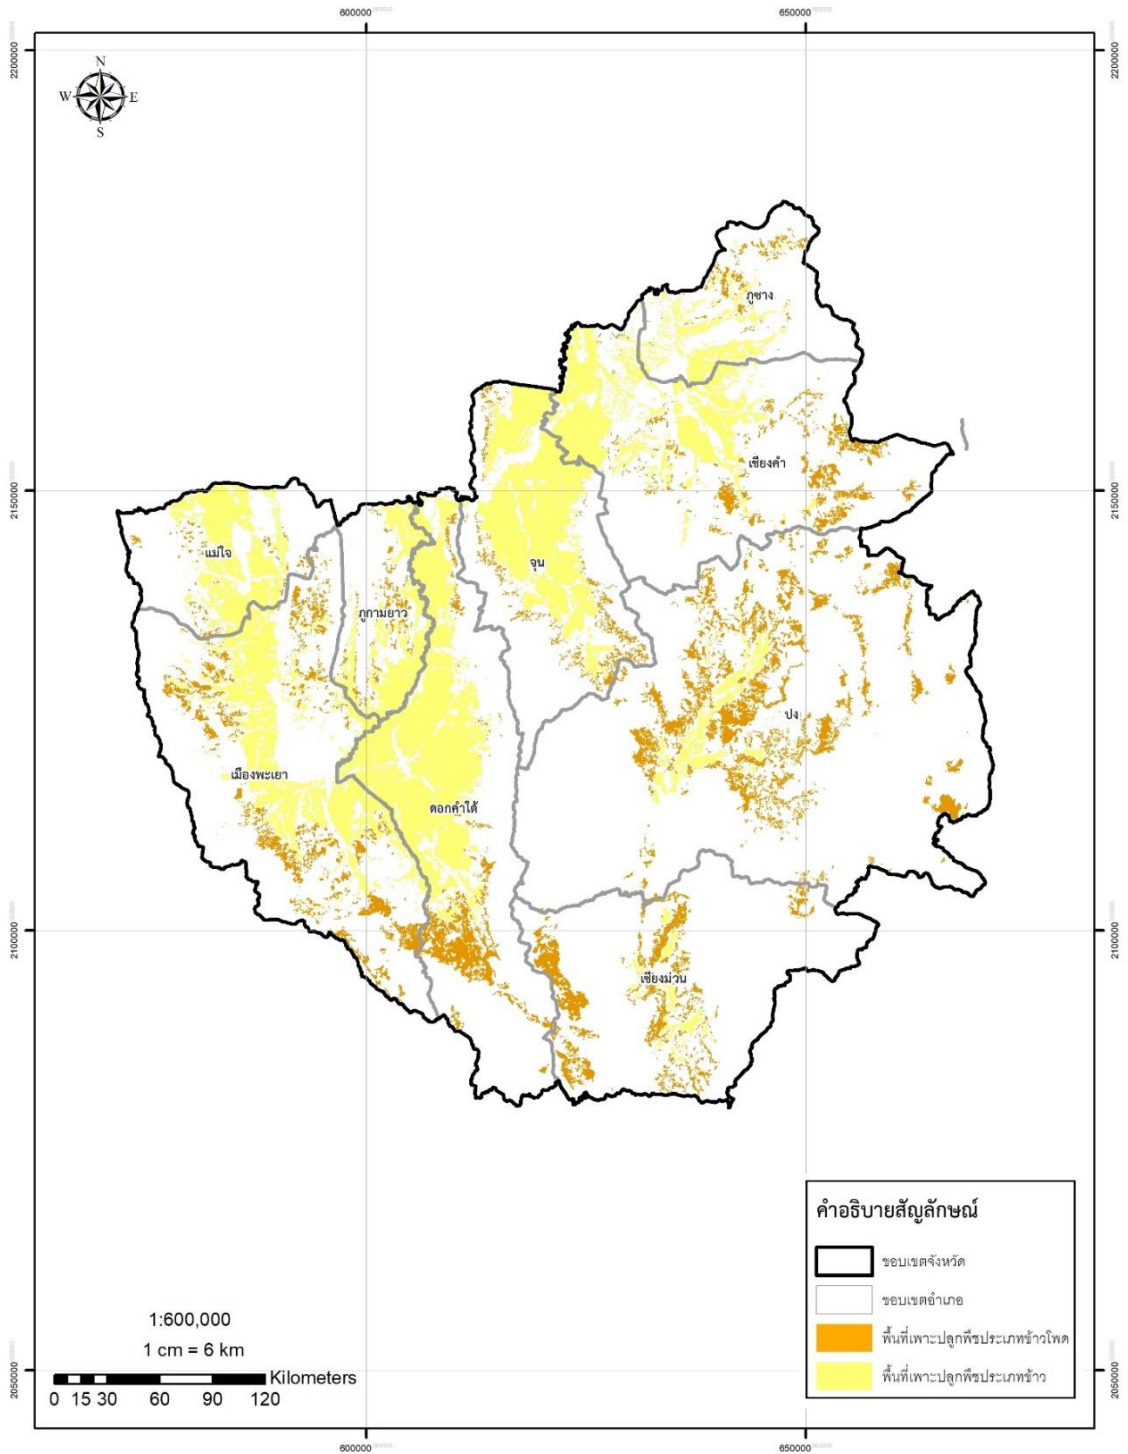 600000
650000
2200000
2200000
N
W
E
S
ภูซาง
เชียงคำ
2150000
2150000
แม่ใจ
จุน
ภูกามยาว
ปง
เมืองพะเยา
ดอกคำใต้
2100000
2100000
เชียงม่วน
คำอธิบายสัญลักษณ์
ขอบเขตจังหวัด
ขอบเขตอำเภอ
พื้นที่เพาะปลูกพืชประเภทข้าวโพด
พื้นที่เพาะปลูกพืชประเภทข้าว
1:600,000
1 cm = 6 km
Kilometers
0 15 30 60 90 120
2050000
2050000
600000
650000